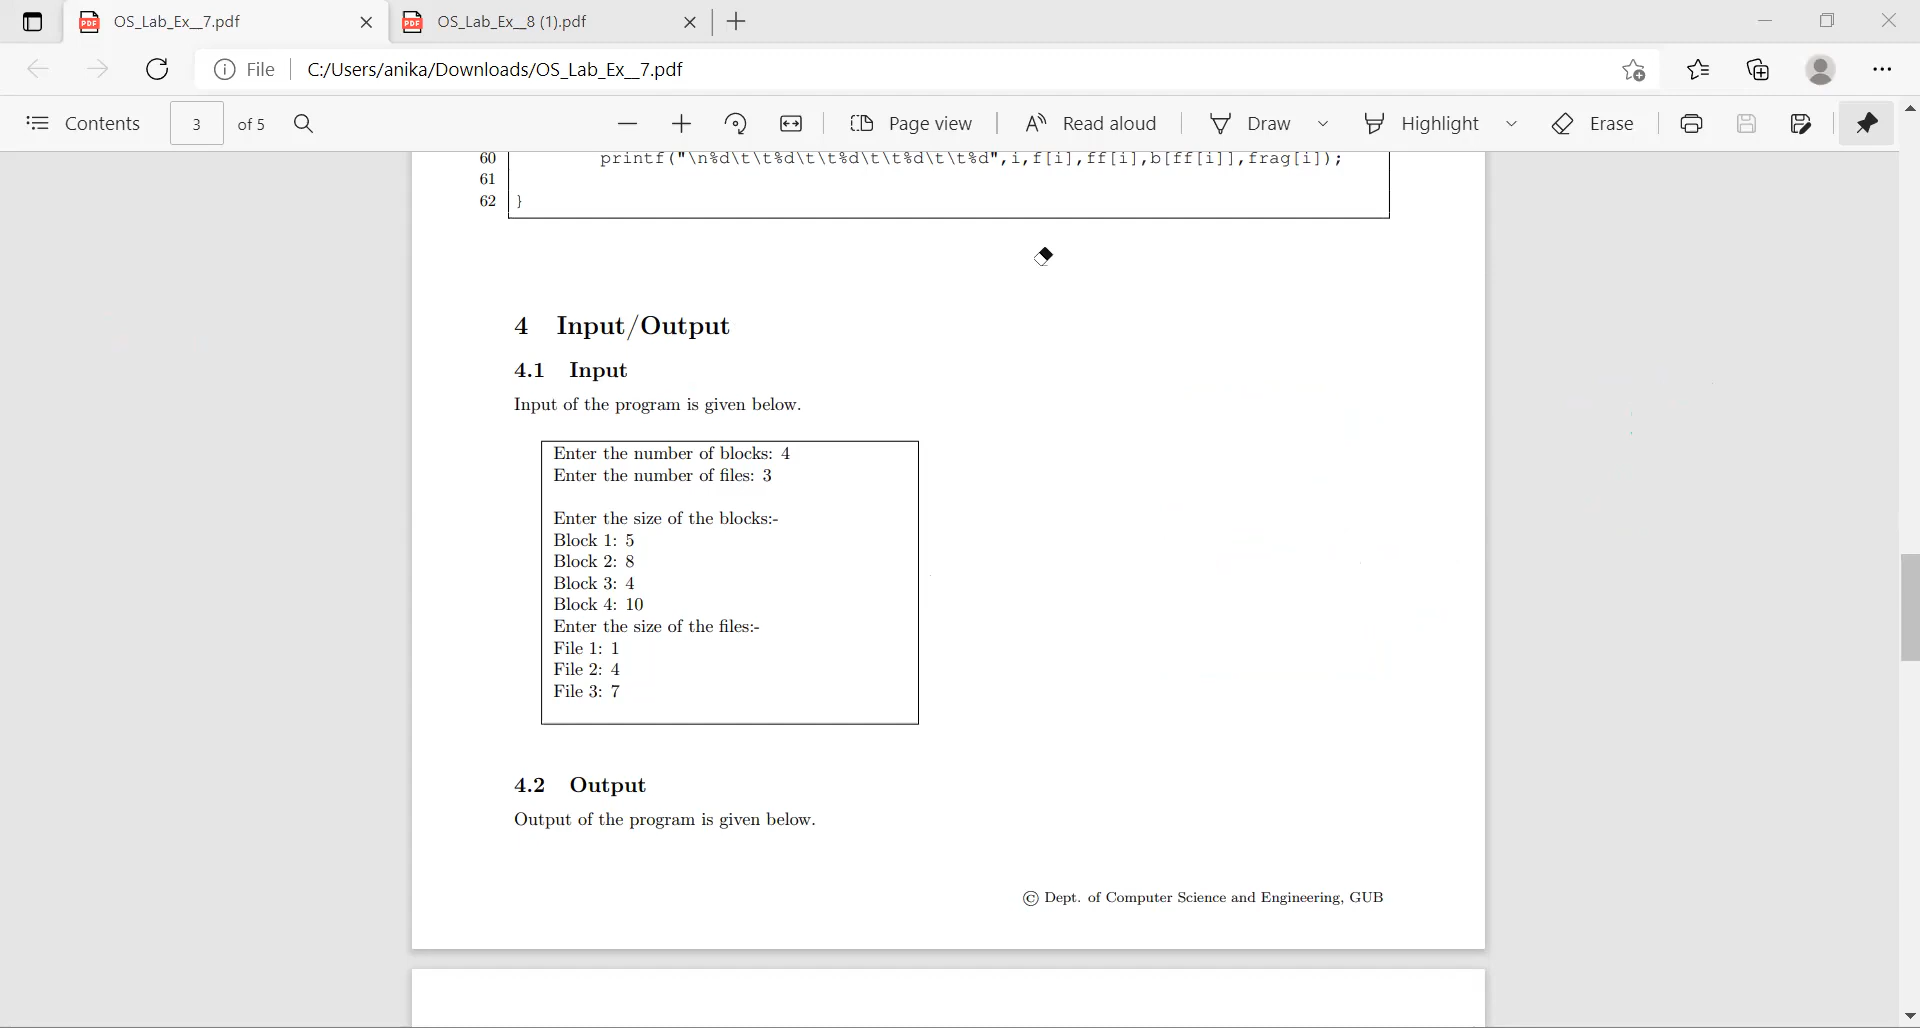 OS_Lab_Ex__7.pdf
OS_Lab_Ex__8 (1).pdf
File
C:/Users/anika/Downloads/OS_Lab_Ex__7.pdf
Contents
3
of 5
Page view
Read aloud
Draw
Highlight
Erase
60 printf("\n%d\t\t%d\t\t%d\t\t%d\t\t%d",i,f[i],ff[i],b[ff[i]],frag[i]);
61
62 }
4 Input/Output
4.1 Input
Input of the program is given below.
Enter the number of blocks: 4
Enter the number of files: 3
Enter the size of the blocks:-
Block 1: 5
Block 2: 8
Block 3: 4
Block 4: 10
Enter the size of the files:-
File 1: 1
File 2: 4
File 3: 7
4.2 Output
Output of the program is given below.
© Dept. of Computer Science and Engineering, GUB